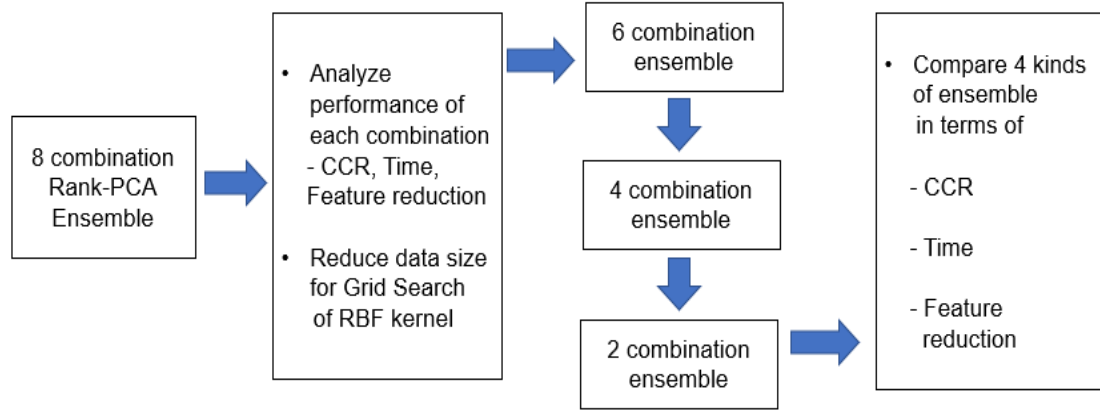 8 combination
Rank-PCA
Ensemble
• Analyze
performance of
each combination
- CCR, Time,
Feature reduction
• Reduce data size
for Grid Search
of RBF kernel
6 combination
ensemble
4 combination
ensemble
2 combination
ensemble
• Compare 4 kinds
of ensemble
in terms of
- CCR
- Time
- Feature
reduction